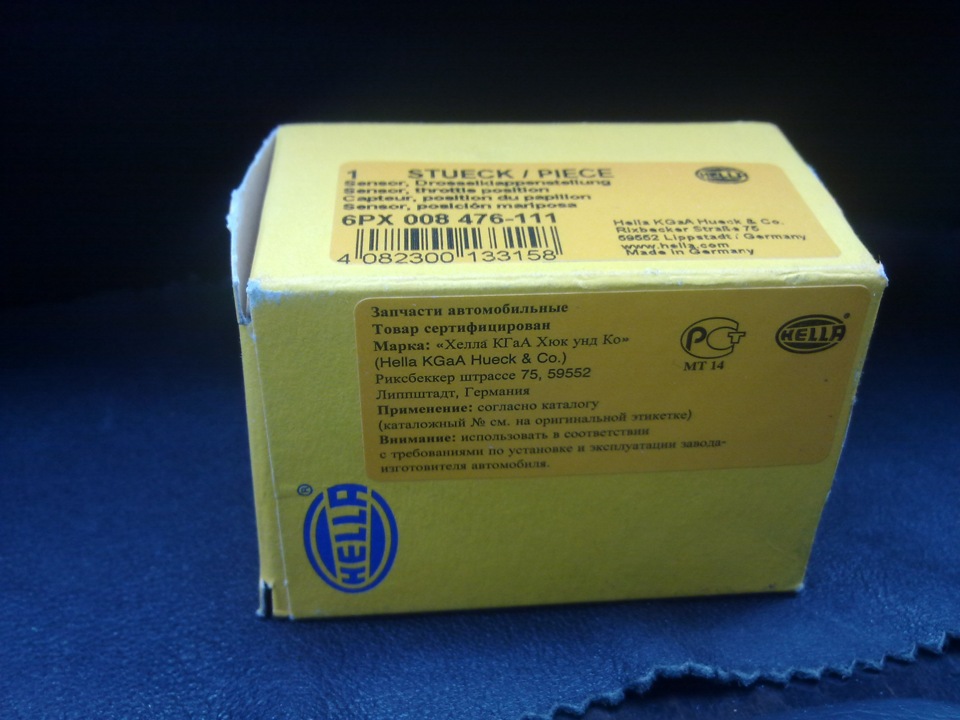 1 STUECK / PIECE
Sensor, Drosselklappenstellung
Sensor, throttle position
Capteur, position du papillon
Sensor, posición mariposa
6PX 008 476-111
4 082300 133158
HELLA
Hella KGaA Hueck & Co.
Rixbecker Straße 75
59552 Lippstadt / Germany
www.hella.com
Made in Germany
Запчасти автомобильные
Товар сертифицирован
Марка: «Хелла КГаА Хюк унд Ко»
(Hella KGaA Hueck & Co.)
Риксбеккер штрассе 75, 59552
Липпштадт, Германия
Применение: согласно каталогу
(каталожный № см. на оригинальной этикетке)
Внимание: использовать в соответствии
с требованиями по установке и эксплуатации завода-
изготовителя автомобиля.
РСТ
МТ 14
HELLA®
®
HELLA